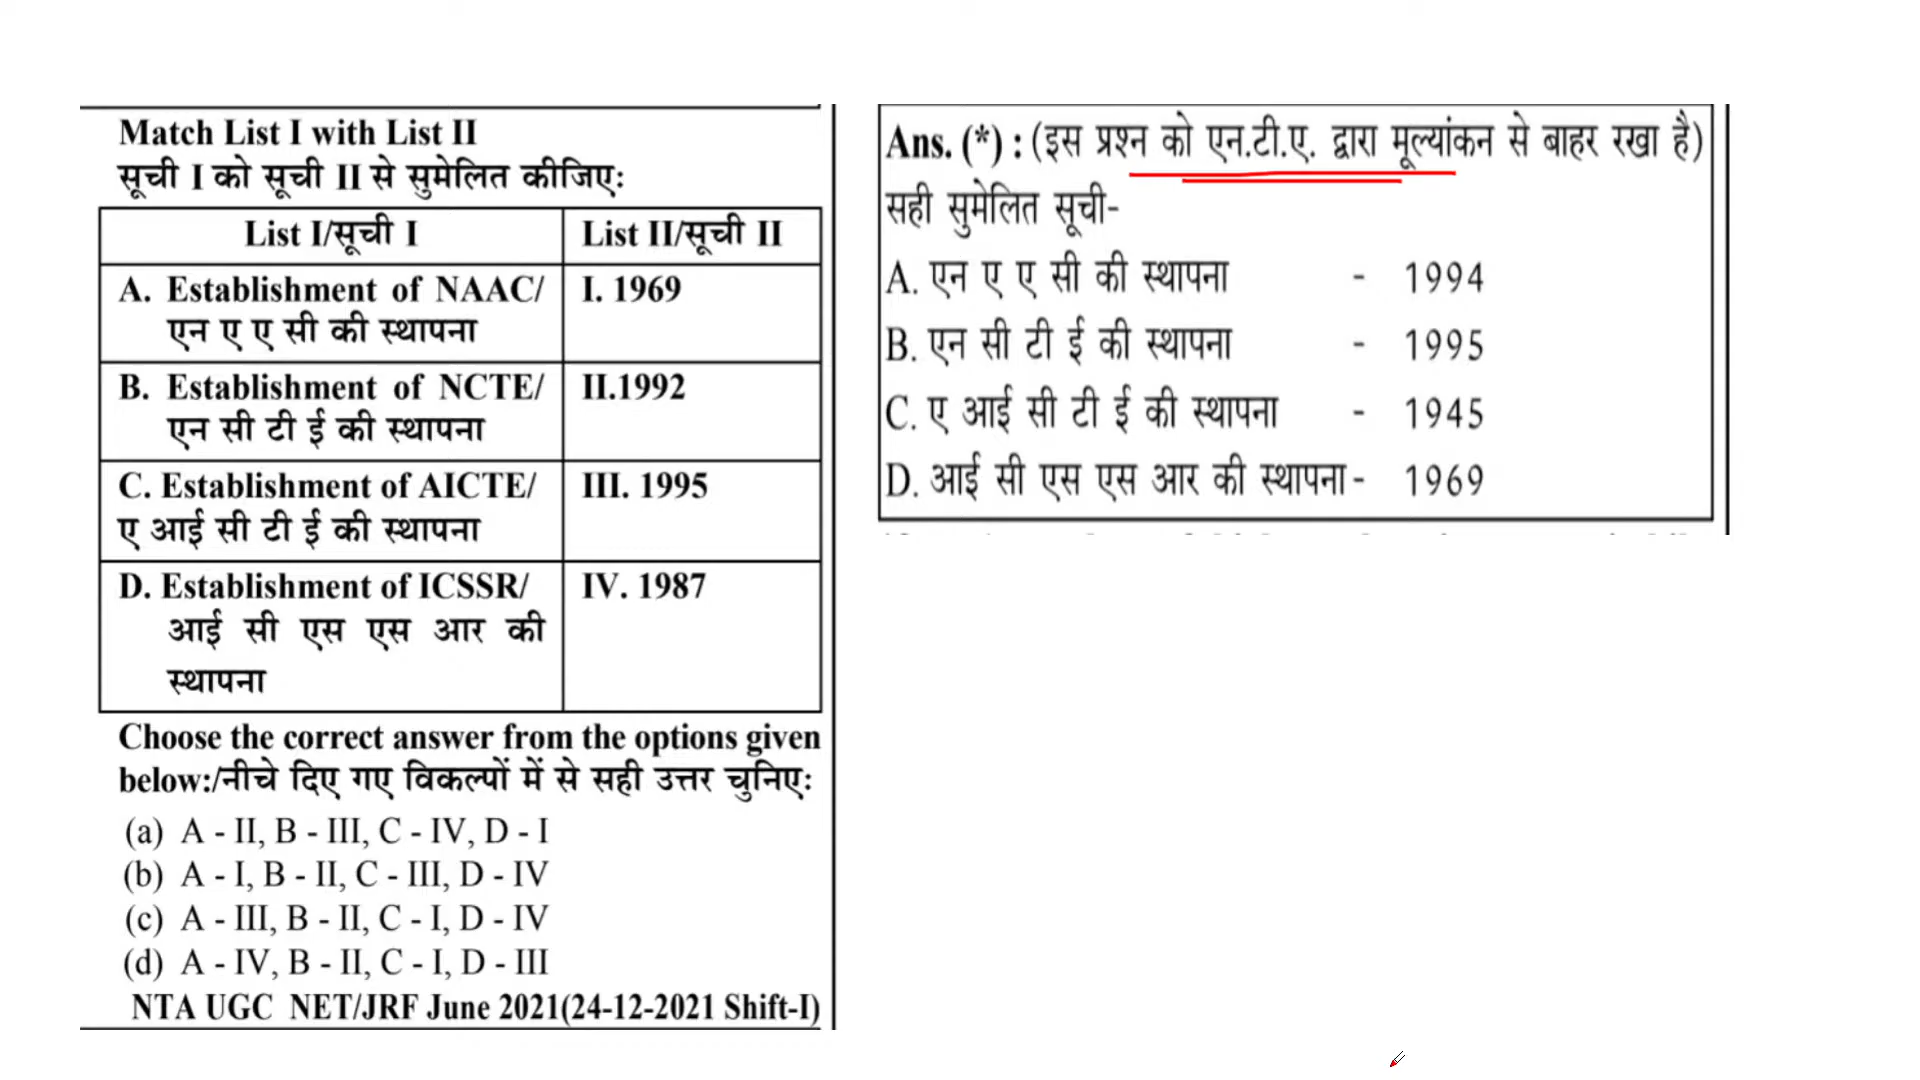 Match List I with List II
सूची I को सूची II से सुमेलित कीजिए:
List I/सूची I List II/सूची II
A. Establishment of NAAC/ I. 1969
एन ए ए सी की स्थापना
B. Establishment of NCTE/ II.1992
एन सी टी ई की स्थापना
C. Establishment of AICTE/ III. 1995
ए आई सी टी ई की स्थापना
D. Establishment of ICSSR/ IV. 1987
आई सी एस एस आर की
स्थापना
Choose the correct answer from the options given
below:/नीचे दिए गए विकल्पों में से सही उत्तर चुनिए:
(a) A - II, B - III, C - IV, D - I
(b) A - I, B - II, C - III, D - IV
(c) A - III, B - II, C - I, D - IV
(d) A - IV, B - II, C - I, D - III
NTA UGC NET/JRF June 2021(24-12-2021 Shift-I)
Ans. (*) : (इस प्रश्न को एन.टी.ए. द्वारा मूल्यांकन से बाहर रखा है)
सही सुमेलित सूची-
A. एन ए ए सी की स्थापना - 1994
B. एन सी टी ई की स्थापना - 1995
C. ए आई सी टी ई की स्थापना - 1945
D. आई सी एस एस आर की स्थापना- 1969